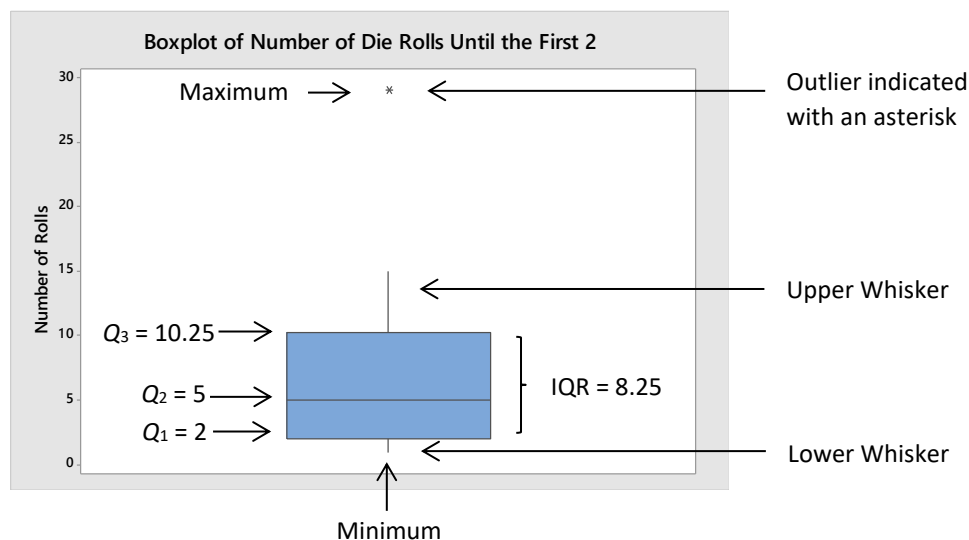 Boxplot of Number of Die Rolls Until the First 2
30
25
20
15
10
5
0
Number of Rolls
Maximum
*
Outlier indicated
with an asterisk
Upper Whisker
Q3 = 10.25
Q2 = 5
Q1 = 2
IQR = 8.25
Lower Whisker
Minimum